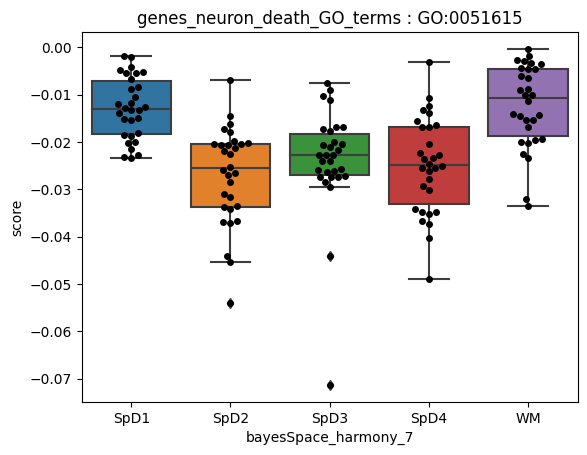 genes_neuron_death_GO_terms : GO:0051615
0.00
−0.01
−0.02
−0.03
−0.04
−0.05
−0.06
−0.07
score
SpD1 SpD2 SpD3 SpD4 WM
bayesSpace_harmony_7